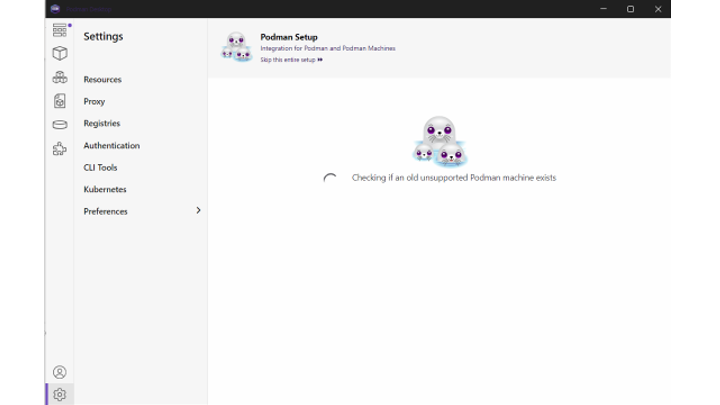 Settings
Resources
Proxy
Registries
Authentication
CLI Tools
Kubernetes
Preferences
Podman Setup
Integration for Podman and Podman Machines
Skip this entire setup
Checking if an old unsupported Podman machine exists